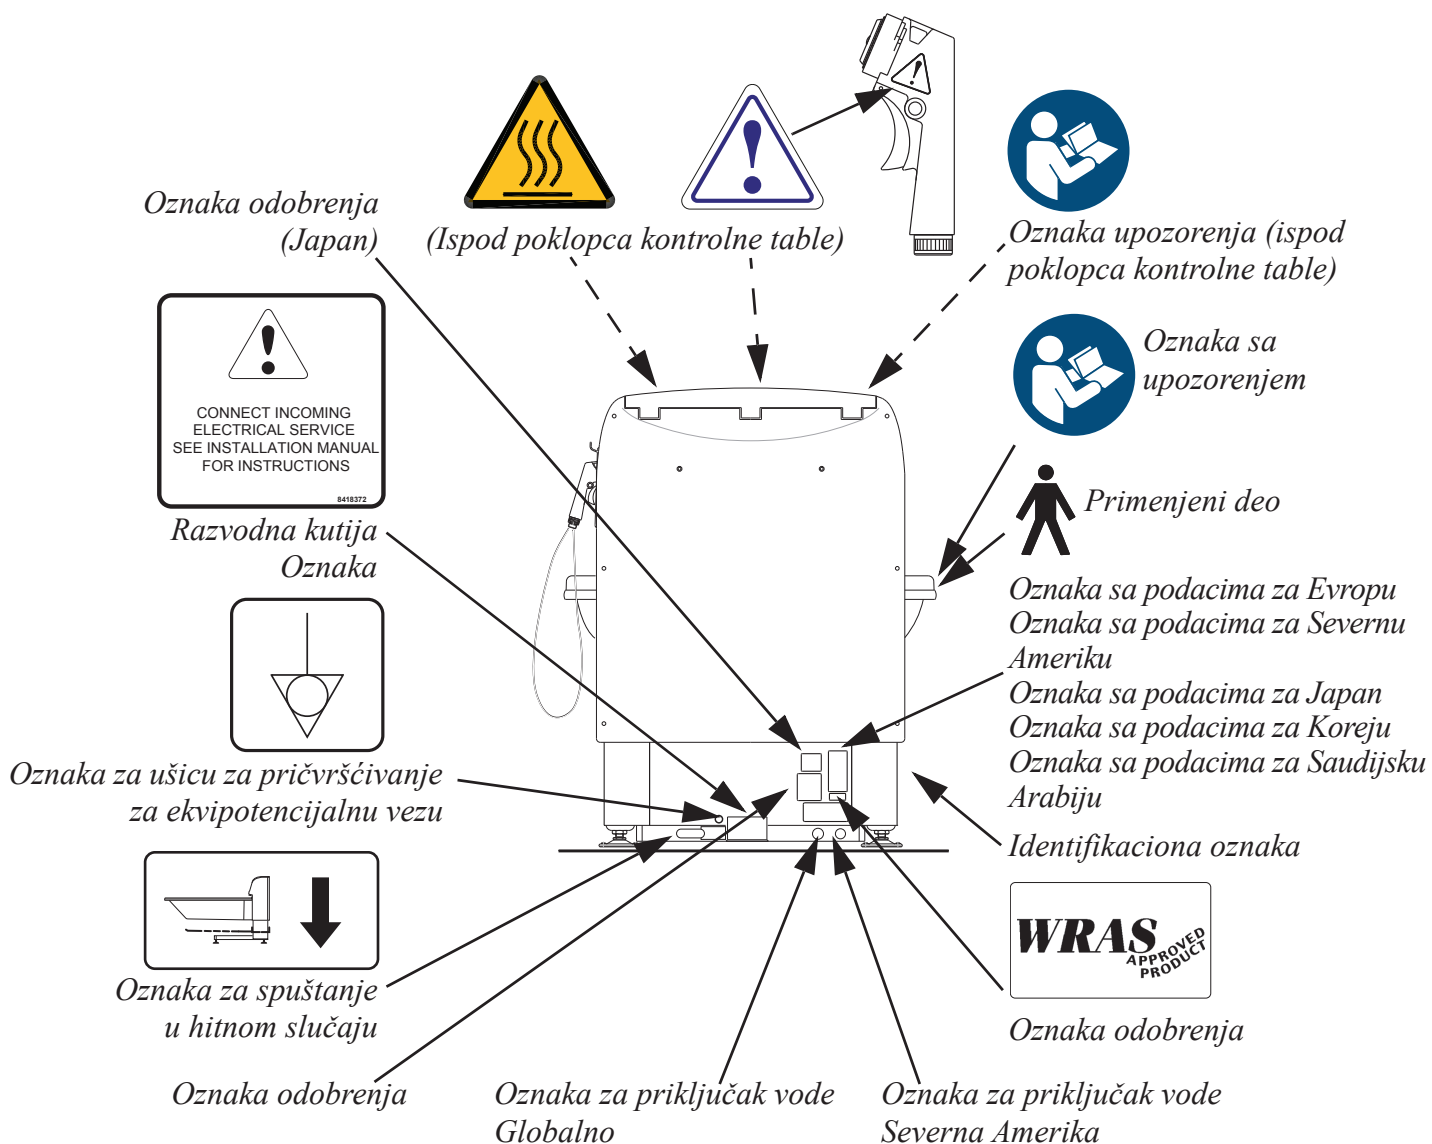 Oznaka odobrenja
(Japan)
(Ispod poklopca kontrolne table)
Oznaka upozorenja (ispod
poklopca kontrolne table)
CONNECT INCOMING
ELECTRICAL SERVICE
SEE INSTALLATION MANUAL
FOR INSTRUCTIONS
8418372
Oznaka sa
upozorenjem
Razvodna kutija
Oznaka
Primenjeni deo
Oznaka sa podacima za Evropu
Oznaka sa podacima za Severnu
Ameriku
Oznaka sa podacima za Japan
Oznaka sa podacima za Koreju
Oznaka sa podacima za Saudijsku
Arabiju
Oznaka za ušicu za pričvršćivanje
za ekvipotencijalnu vezu
Identifikaciona oznaka
WRAS
APPROVED
PRODUCT
Oznaka za spuštanje
u hitnom slučaju
Oznaka odobrenja
Oznaka odobrenja
Oznaka za priključak vode
Globalno
Oznaka za priključak vode
Severna Amerika